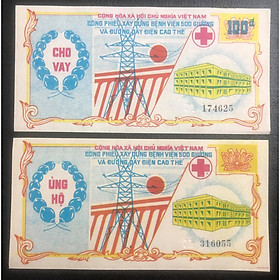 CỘNG HÒA XÃ HỘI CHỦ NGHĨA VIỆT NAM
CÔNG PHIẾU XÂY DỰNG BỆNH VIỆN 500 GIƯỜNG
VÀ ĐƯỜNG DÂY ĐIỆN CAO THẾ
100đ
CHO
VAY
174625
CỘNG HÒA XÃ HỘI CHỦ NGHĨA VIỆT NAM
CÔNG PHIẾU XÂY DỰNG BỆNH VIỆN 500 GIƯỜNG
VÀ ĐƯỜNG DÂY ĐIỆN CAO THẾ
ỦNG
HỘ
316055